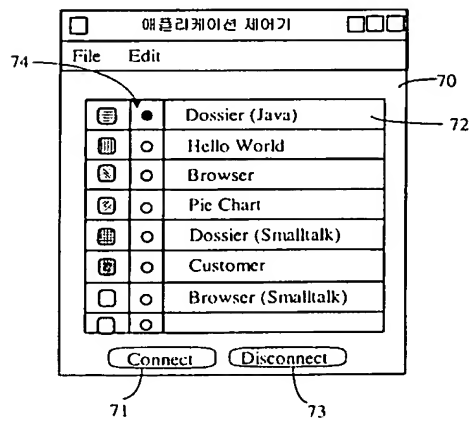 애플리케이션 제어기
File Edit
74
70
Dossier (Java)
72
Hello World
Browser
Pie Chart
Dossier (Smalltalk)
Customer
Browser (Smalltalk)
Connect Disconnect
71 73